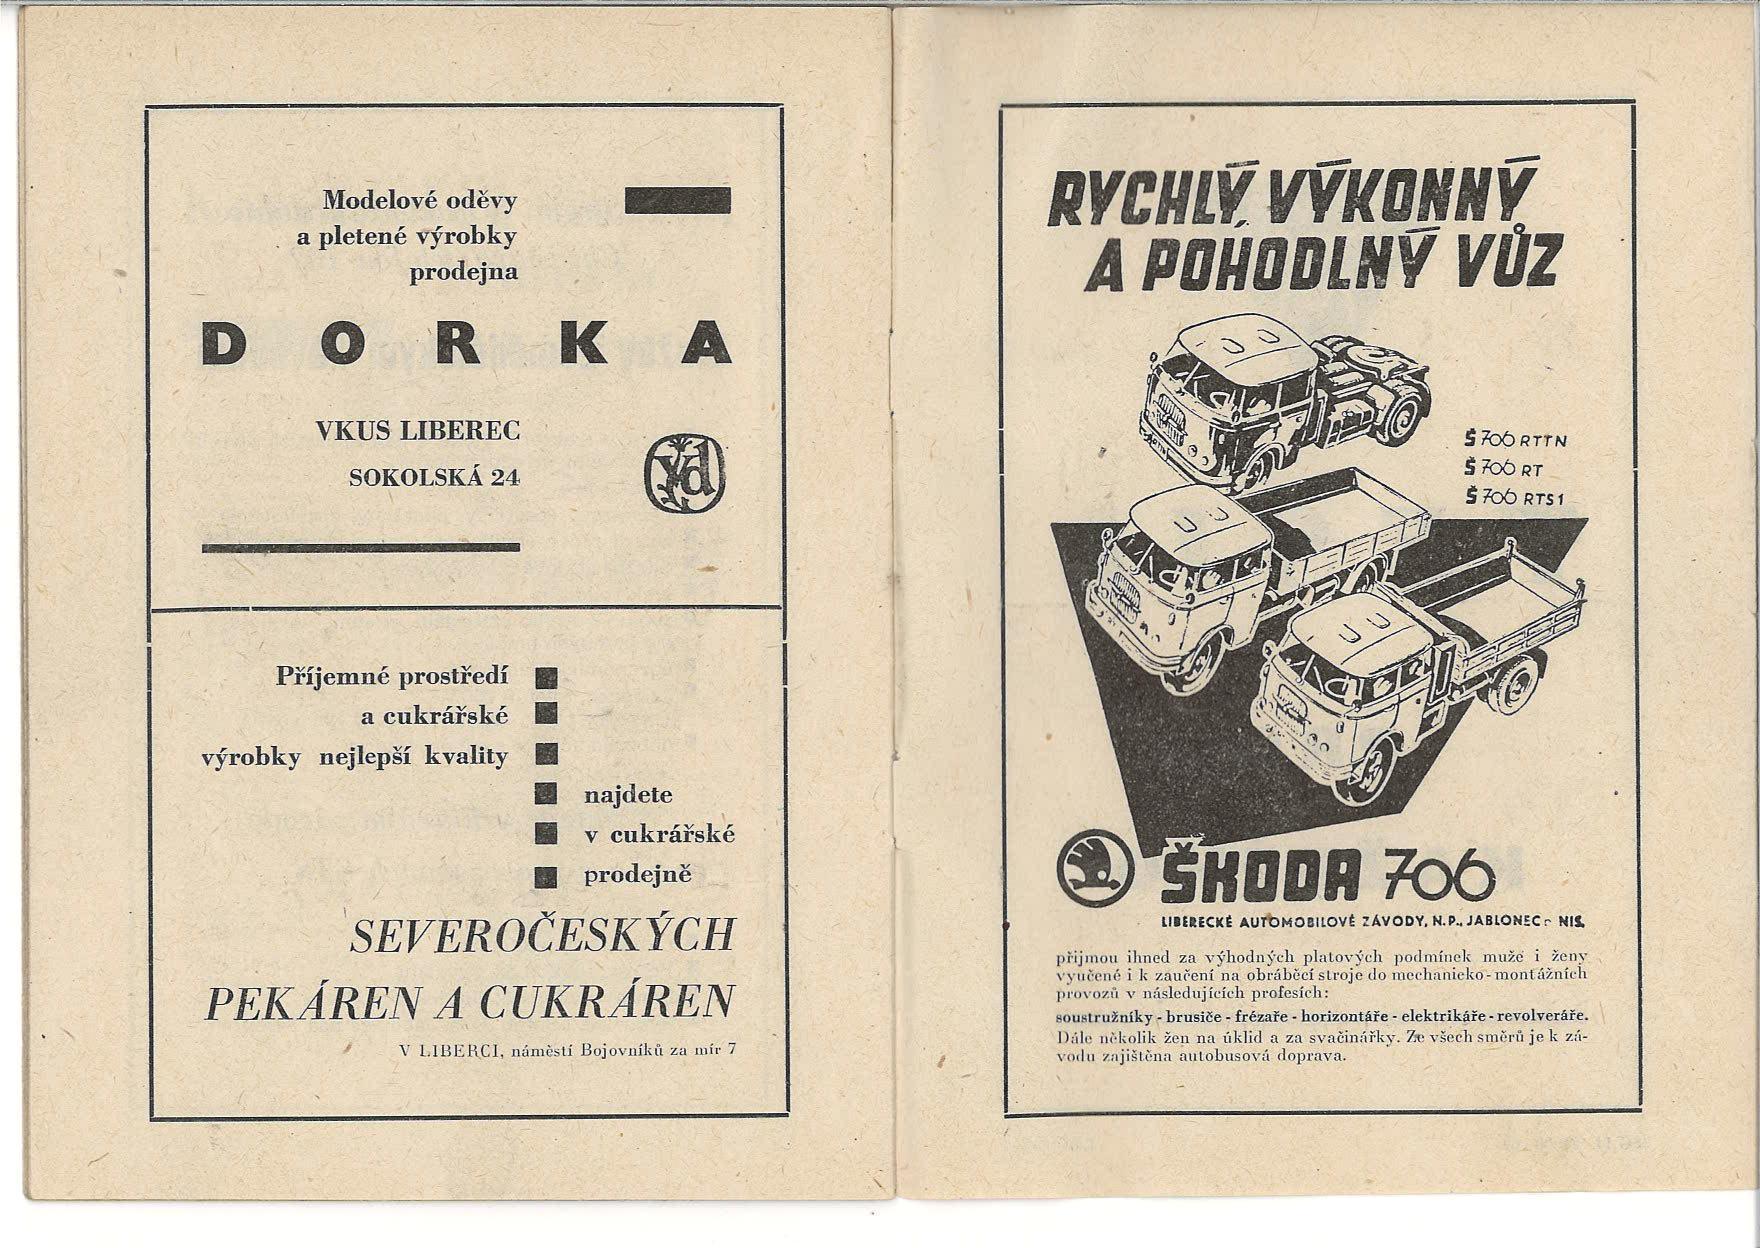 Modelové oděvy
a pletené výrobky
prodejna
DORKA
VKUS LIBEREC
SOKOLSKÁ 24
Vd
Příjemné prostředí
a cukrářské
výrobky nejlepší kvality
najdete
v cukrářské
prodejně
SEVEROČESKÝCH
PEKÁREN A CUKRÁREN
V LIBERCI, náměstí Bojovníků za mír 7
RYCHLÝ, VÝKONNÝ
A POHODLNÝ VŮZ
Š 706 RTTN
Š 706 RT
Š 706 RTS1
ŠKODA 706
LIBERECKÉ AUTOMOBILOVÉ ZÁVODY, N. P., JABLONEC n NIS.
přijmou ihned za výhodných platových podmínek muže i ženy
vyučené i k zaučení na obráběcí stroje do mechanicko-montážních
provozů v následujících profesích:
soustružníky - brusiče - frézaře - horizontáře - elektrikáře - revolveráře.
Dále několik žen na úklid a za svačinářky. Ze všech směrů je k zá-
vodu zajištěna autobusová doprava.